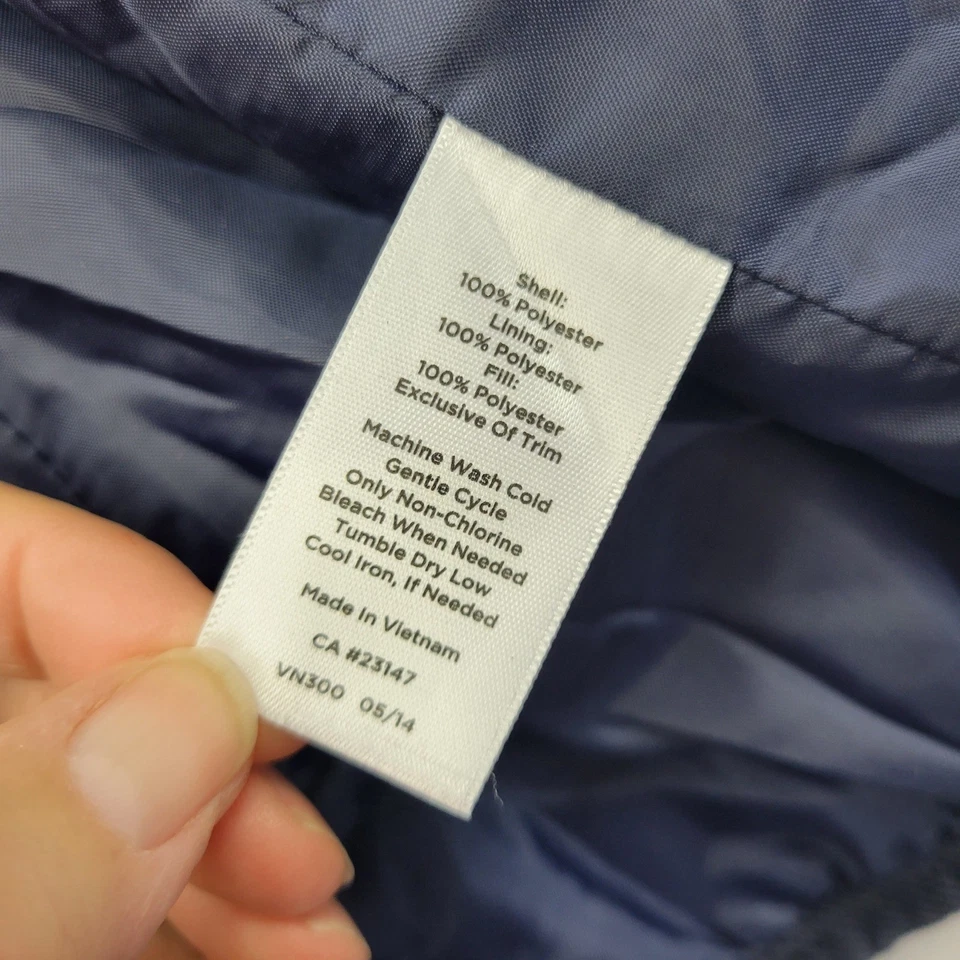 Shell:
100% Polyester
Lining:
100% Polyester
Fill:
100% Polyester
Exclusive Of Trim
Machine Wash Cold
Gentle Cycle
Only Non-Chlorine
Bleach When Needed
Tumble Dry Low
Cool Iron, If Needed
Made In Vietnam
CA #23147
VN300 05/14